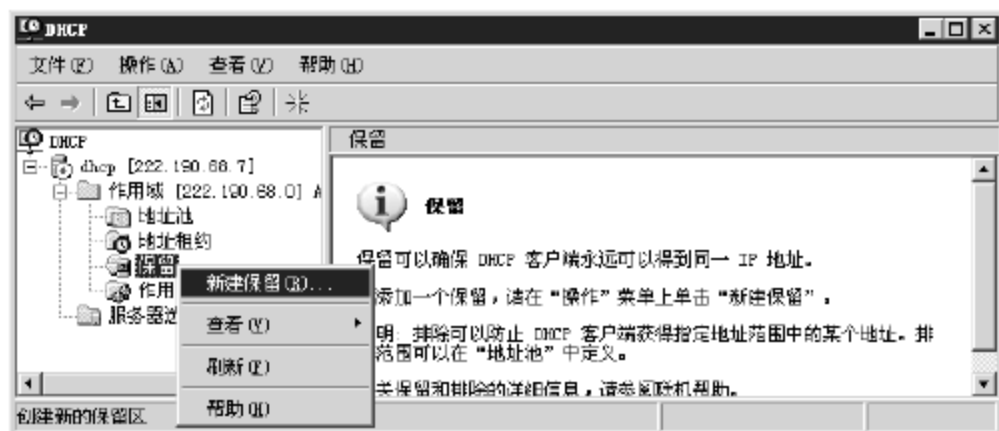 DHCP
文件(F) 操作(A) 查看(V) 帮助(H)
DHCP
dhcp [222.190.68.7]
作用域 [222.190.68.0] A
地址池
地址租约
保留
作用
服务器选
新建保留(R)...
查看(V)
刷新(F)
帮助(H)
保留
保留
保留可以确保 DHCP 客户端永远可以得到同一 IP 地址。
添加一个保留，请在“操作”菜单上单击“新建保留”。
明: 排除可以防止 DHCP 客户端获得指定地址范围中的某个地址。排
范围可以在“地址池”中定义。
关保留和排除的详细信息，请参阅联机帮助。
创建新的保留区